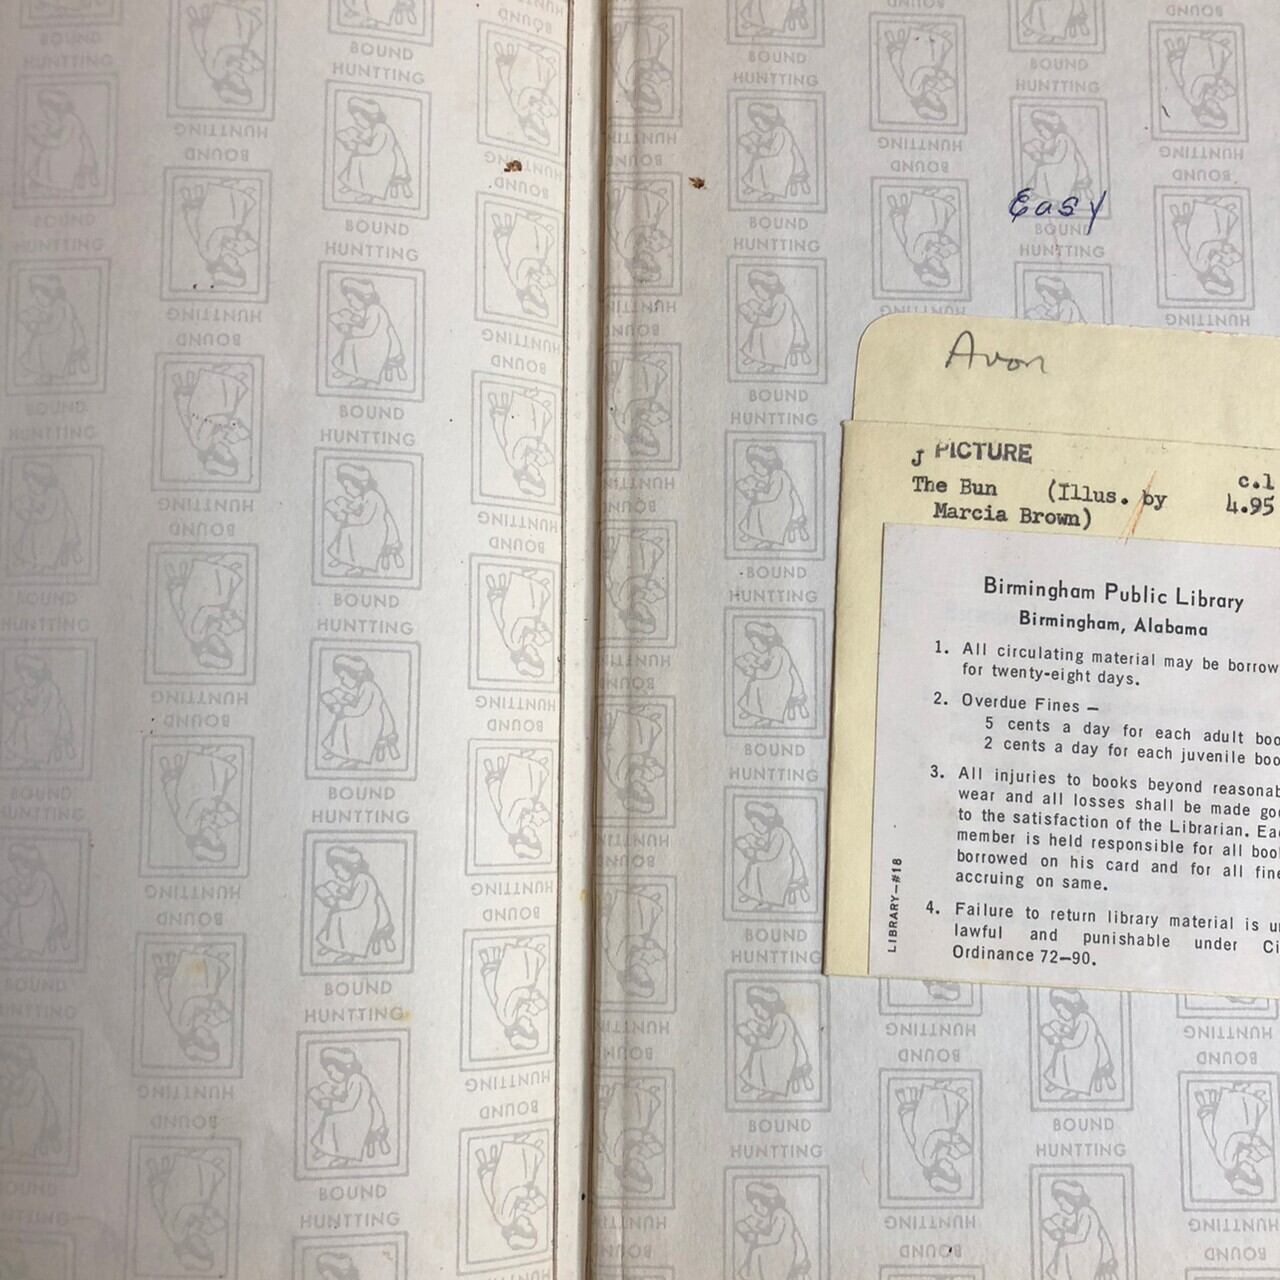 BOUND
HUNTTING
Easy
Avon
J PICTURE
The Bun (Illus. by c.1
Marcia Brown) 4.95
Birmingham Public Library
Birmingham, Alabama
1. All circulating material may be borrow
for twenty-eight days.
2. Overdue Fines —
5 cents a day for each adult boo
2 cents a day for each juvenile boo
3. All injuries to books beyond reasonab
wear and all losses shall be made goo
to the satisfaction of the Librarian. Eac
member is held responsible for all boo
borrowed on his card and for all fine
accruing on same.
4. Failure to return library material is u
lawful and punishable under Ci
Ordinance 72—90.
LIBRARY—#18